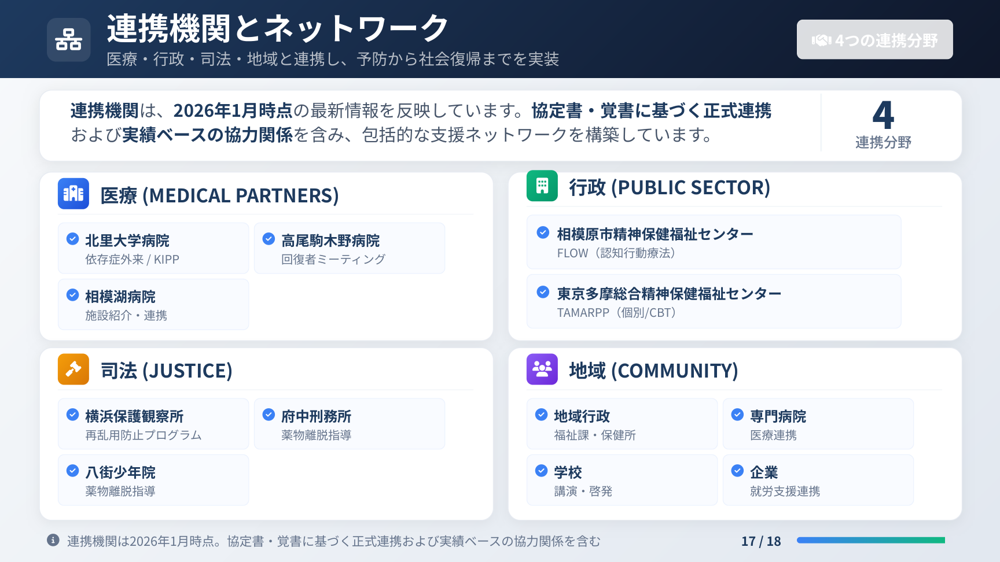 連携機関とネットワーク
医療・行政・司法・地域と連携し、予防から社会復帰までを実装
4つの連携分野
連携機関は、2026年1月時点の最新情報を反映しています。協定書・覚書に基づく正式連携
および実績ベースの協力関係を含み、包括的な支援ネットワークを構築しています。
4
連携分野
医療 (MEDICAL PARTNERS)
北里大学病院
依存症外来 / KIPP
高尾駒木野病院
回復者ミーティング
相模湖病院
施設紹介・連携
行政 (PUBLIC SECTOR)
相模原市精神保健福祉センター
FLOW（認知行動療法）
東京多摩総合精神保健福祉センター
TAMARPP（個別/CBT）
司法 (JUSTICE)
横浜保護観察所
再乱用防止プログラム
府中刑務所
薬物離脱指導
八街少年院
薬物離脱指導
地域 (COMMUNITY)
地域行政
福祉課・保健所
専門病院
医療連携
学校
講演・啓発
企業
就労支援連携
連携機関は2026年1月時点。協定書・覚書に基づく正式連携および実績ベースの協力関係を含む
17 / 18